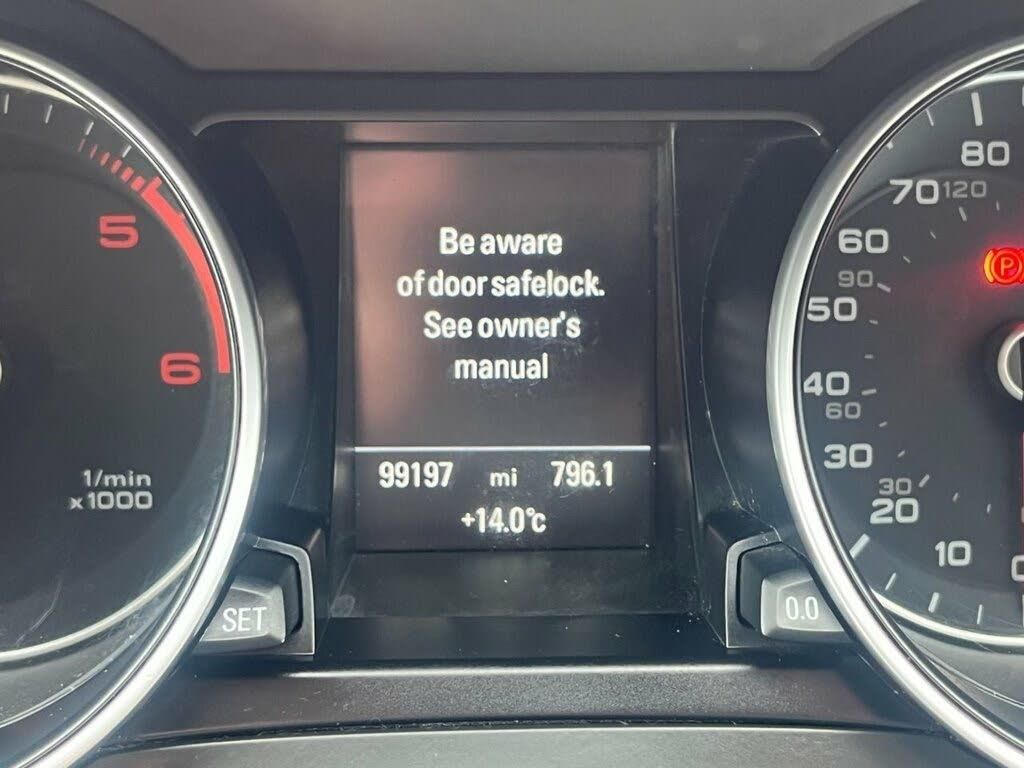 Be aware
of door safelock.
See owner's
manual
99197 mi 796.1
+14.0°c
5
6
1/min
x1000
SET
0.0
80
70
120
60
90
50
40
60
30
30
20
10
P